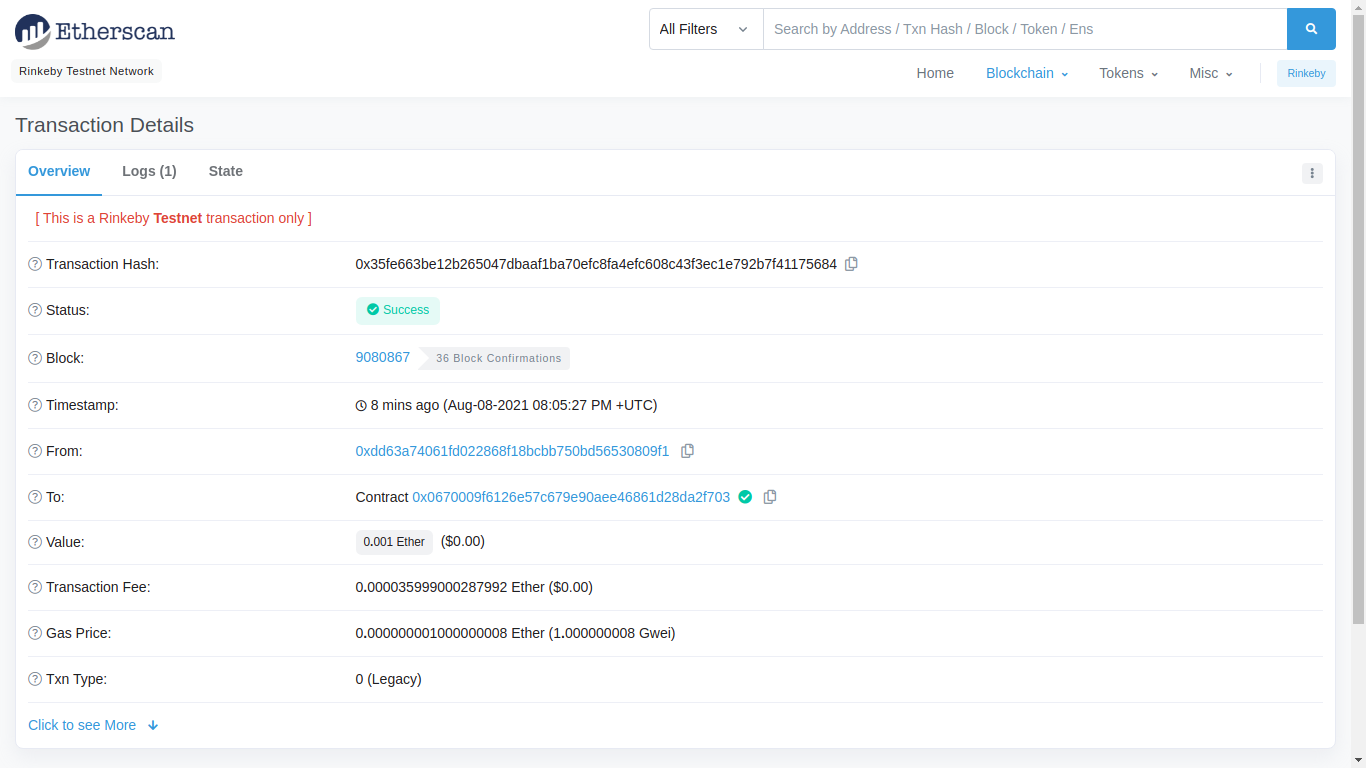 Etherscan
All Filters
Search by Address / Txn Hash / Block / Token / Ens
Rinkeby Testnet Network
Home Blockchain Tokens Misc Rinkeby
Transaction Details
Overview Logs (1) State
[ This is a Rinkeby Testnet transaction only ]
Transaction Hash: 0x35fe663be12b265047dbaaf1ba70efc8fa4efc608c43f3ec1e792b7f41175684
Status: Success
Block: 9080867 36 Block Confirmations
Timestamp: 8 mins ago (Aug-08-2021 08:05:27 PM +UTC)
From: 0xdd63a74061fd022868f18bcbb750bd56530809f1
To: Contract 0x0670009f6126e57c679e90aee46861d28da2f703
Value: 0.001 Ether ($0.00)
Transaction Fee: 0.000035999000287992 Ether ($0.00)
Gas Price: 0.000000001000000008 Ether (1.000000008 Gwei)
Txn Type: 0 (Legacy)
Click to see More